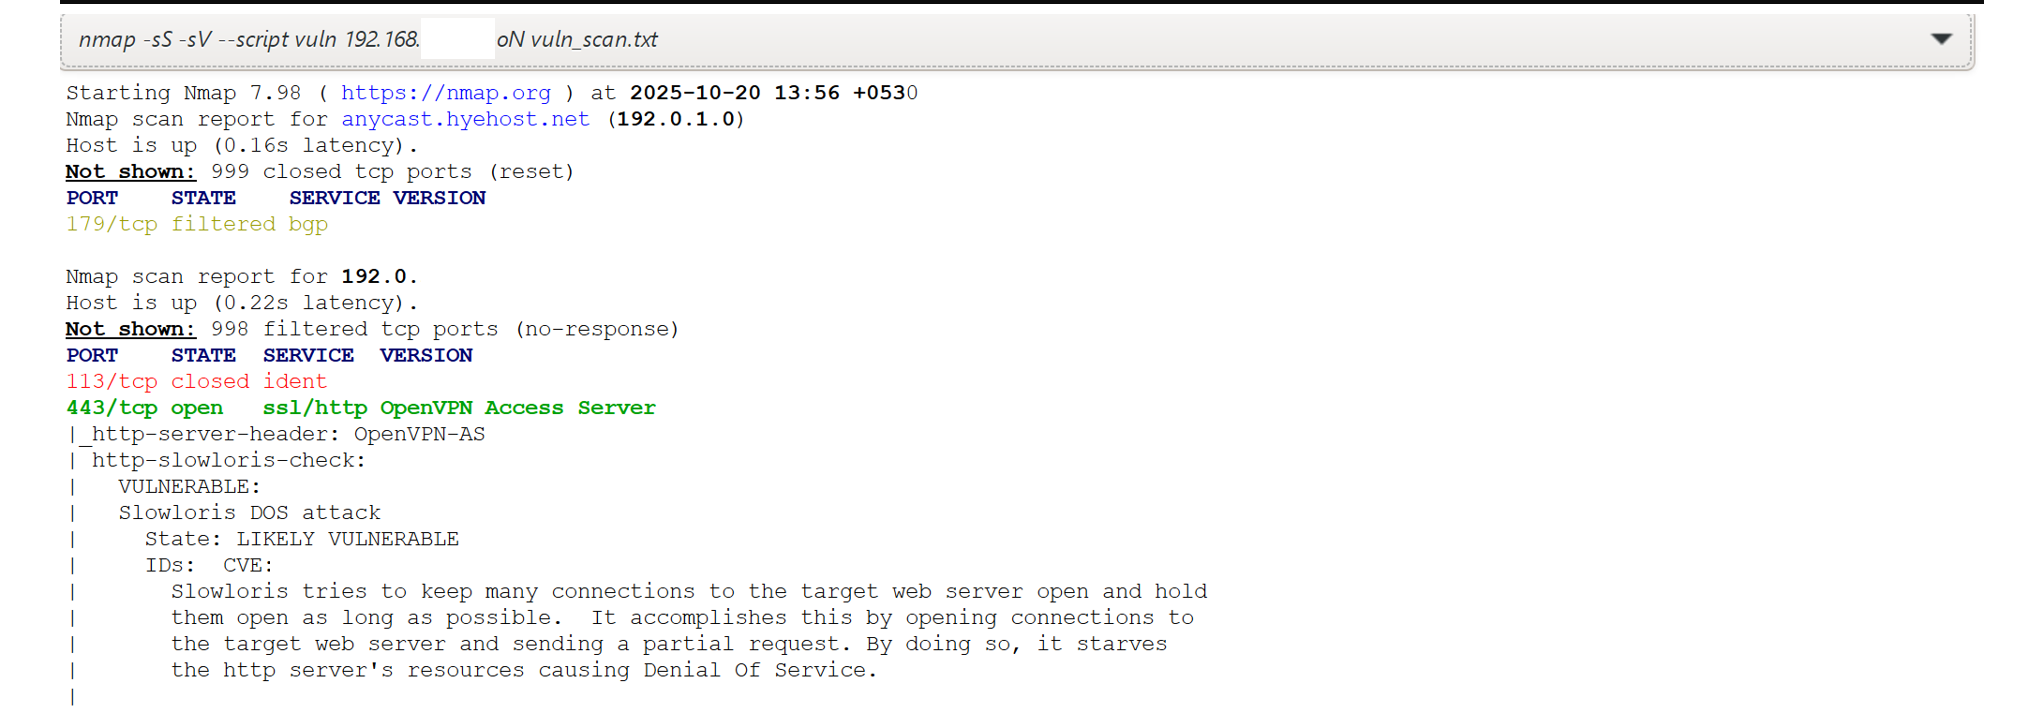 nmap -sS -sV --script vuln 192.168. oN vuln_scan.txt
Starting Nmap 7.98 ( https://nmap.org ) at 2025-10-20 13:56 +0530
Nmap scan report for anycast.hyehost.net (192.0.1.0)
Host is up (0.16s latency).
Not shown: 999 closed tcp ports (reset)
PORT    STATE    SERVICE VERSION
179/tcp filtered bgp
Nmap scan report for 192.0.
Host is up (0.22s latency).
Not shown: 998 filtered tcp ports (no-response)
PORT    STATE  SERVICE  VERSION
113/tcp closed ident
443/tcp open   ssl/http OpenVPN Access Server
|_http-server-header: OpenVPN-AS
| http-slowloris-check:
|   VULNERABLE:
|   Slowloris DOS attack
|     State: LIKELY VULNERABLE
|     IDs:  CVE:
|       Slowloris tries to keep many connections to the target web server open and hold
|       them open as long as possible.  It accomplishes this by opening connections to
|       the target web server and sending a partial request. By doing so, it starves
|       the http server's resources causing Denial Of Service.
|